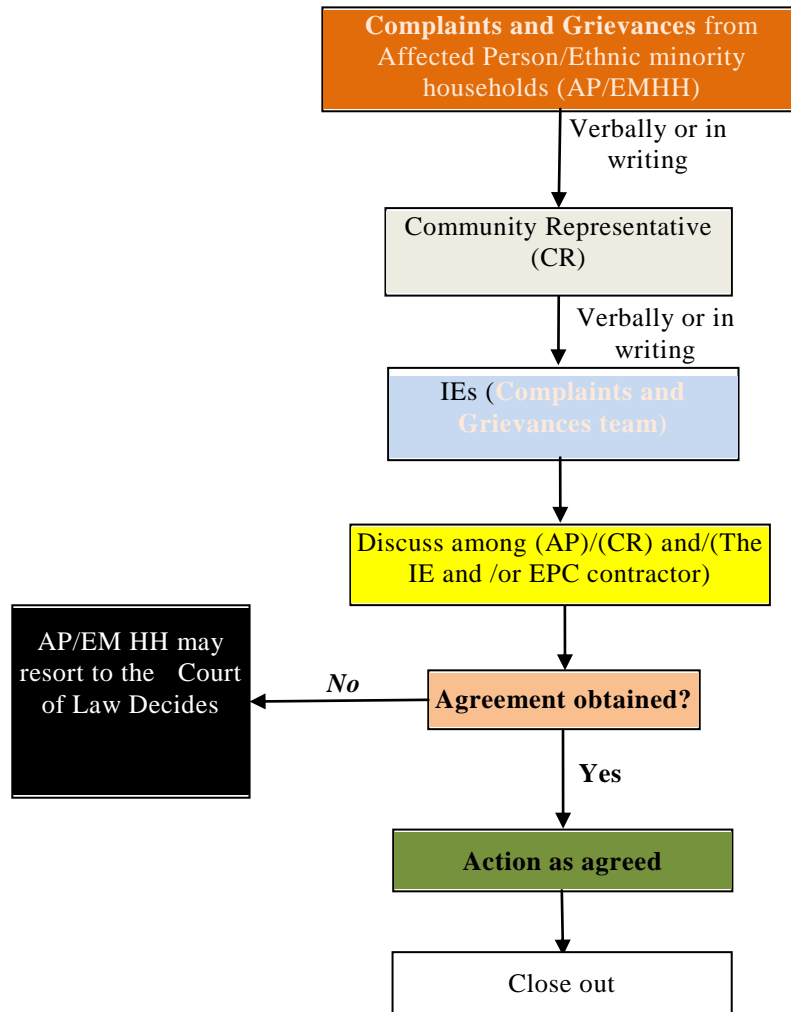 Complaints and Grievances from
Affected Person/Ethnic minority
households (AP/EMHH)
Verbally or in
writing
Community Representative
(CR)
Verbally or in
writing
IEs (Complaints and
Grievances team)
Discuss among (AP)/(CR) and/(The
IE and /or EPC contractor)
AP/EM HH may
resort to the Court
of Law Decides
No
Agreement obtained?
Yes
Action as agreed
Close out